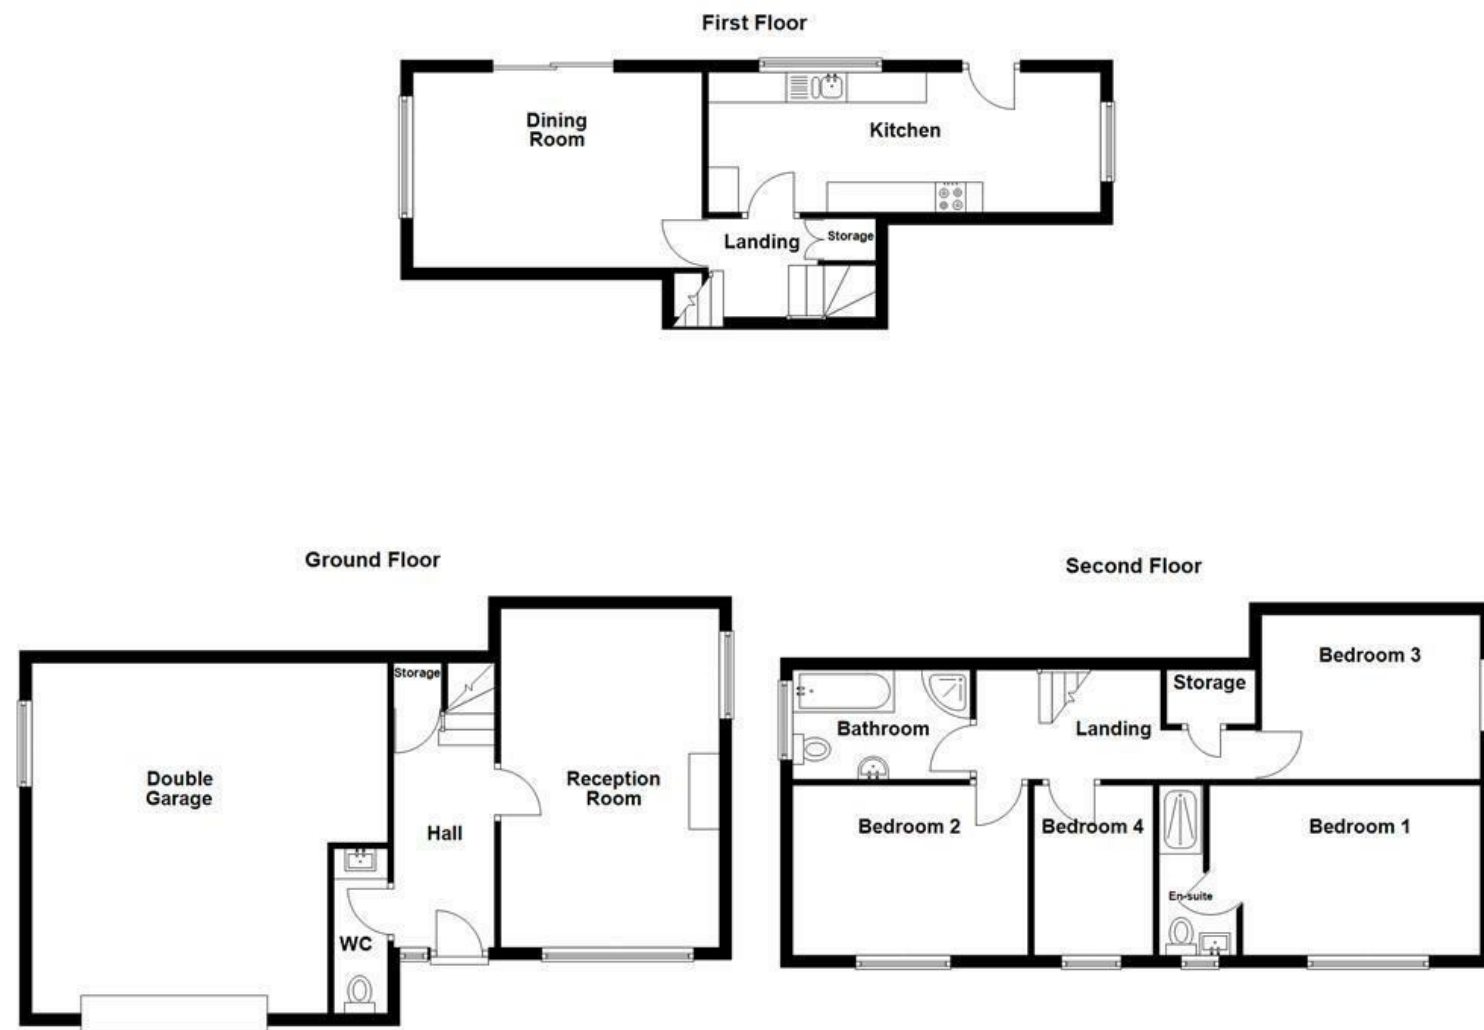 First Floor
Dining
Room
Kitchen
Landing
Storage
Ground Floor
Storage
Double
Garage
Reception
Room
Hall
WC
Second Floor
Bedroom 3
Storage
Bathroom
Landing
Bedroom 2
Bedroom 4
Bedroom 1
En-suite